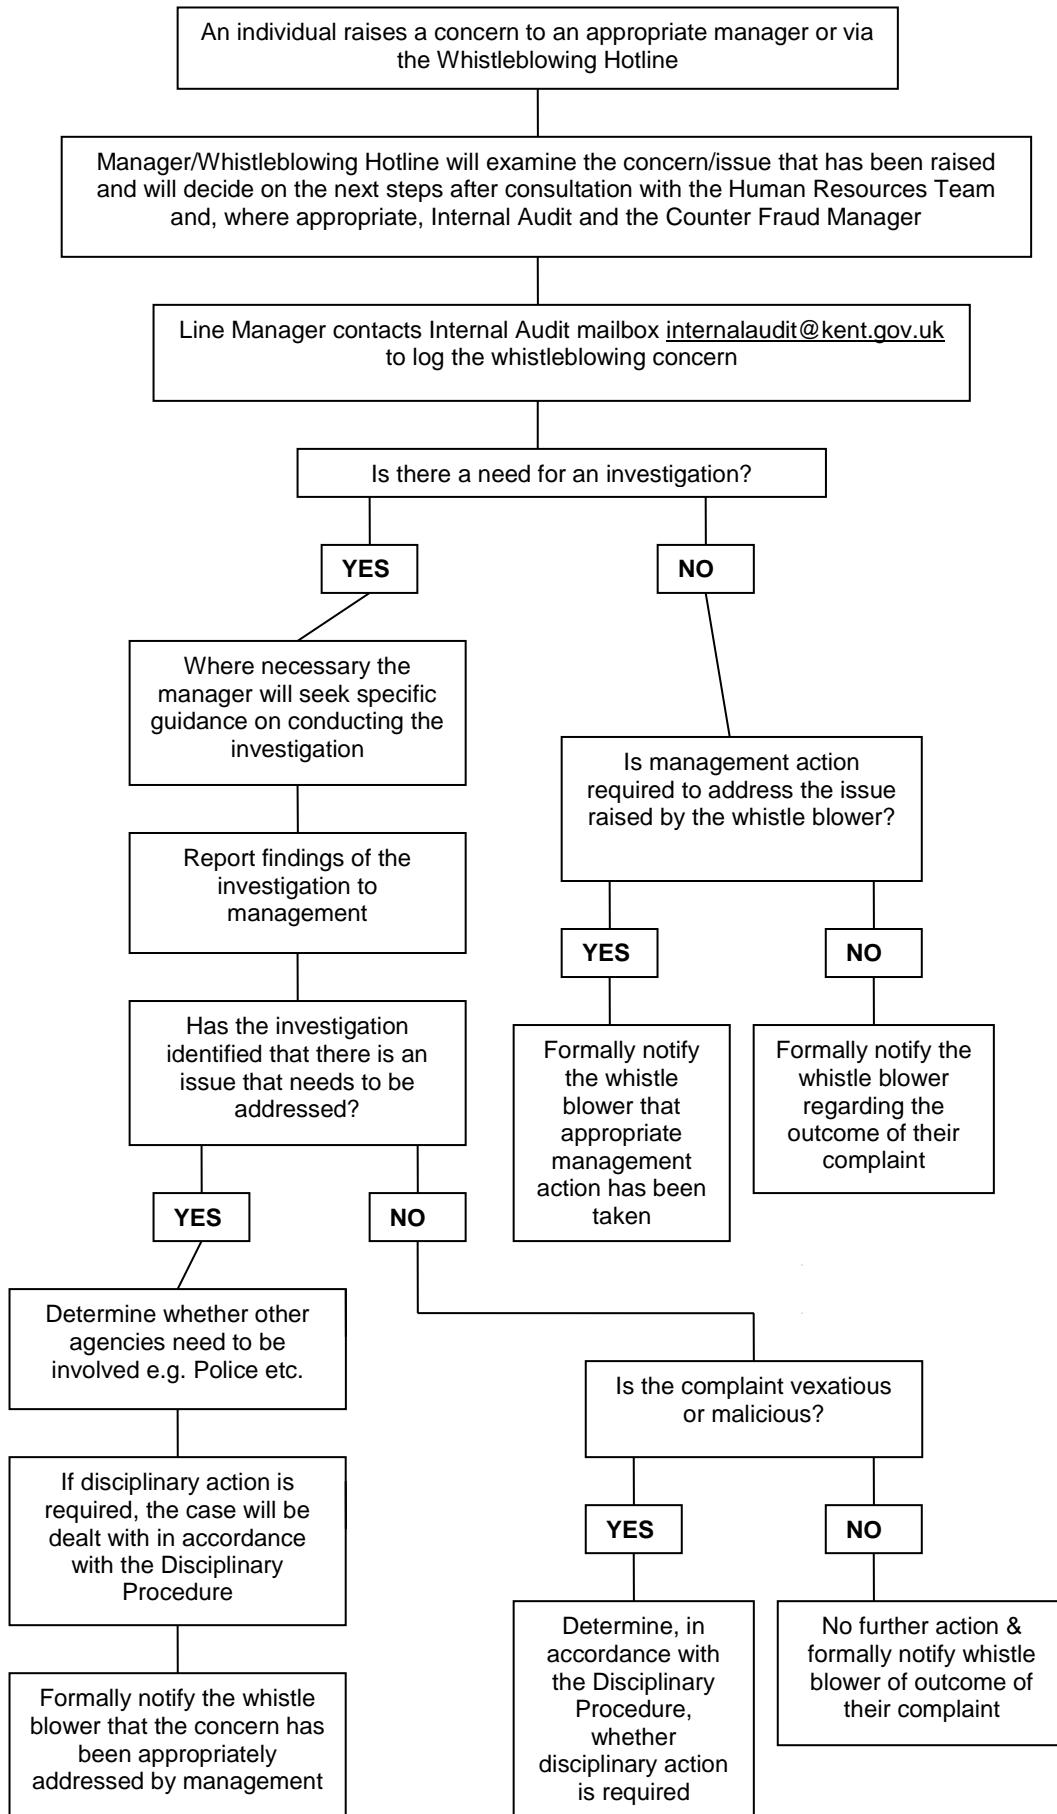 An individual raises a concern to an appropriate manager or via
the Whistleblowing Hotline
Manager/Whistleblowing Hotline will examine the concern/issue that has been raised
and will decide on the next steps after consultation with the Human Resources Team
and, where appropriate, Internal Audit and the Counter Fraud Manager
Line Manager contacts Internal Audit mailbox internalaudit@kent.gov.uk
to log the whistleblowing concern
Is there a need for an investigation?
YES
NO
Where necessary the
manager will seek specific
guidance on conducting the
investigation
Is management action
required to address the issue
raised by the whistle blower?
Report findings of the
investigation to
management
YES
NO
Has the investigation
identified that there is an
issue that needs to be
addressed?
Formally notify
the whistle
blower that
appropriate
management
action has been
taken
Formally notify the
whistle blower
regarding the
outcome of their
complaint
YES
NO
Determine whether other
agencies need to be
involved e.g. Police etc.
Is the complaint vexatious
or malicious?
If disciplinary action is
required, the case will be
dealt with in accordance
with the Disciplinary
Procedure
YES
NO
Determine, in
accordance with
the Disciplinary
Procedure,
whether
disciplinary action
is required
No further action &
formally notify whistle
blower of outcome of
their complaint
Formally notify the whistle
blower that the concern has
been appropriately
addressed by management